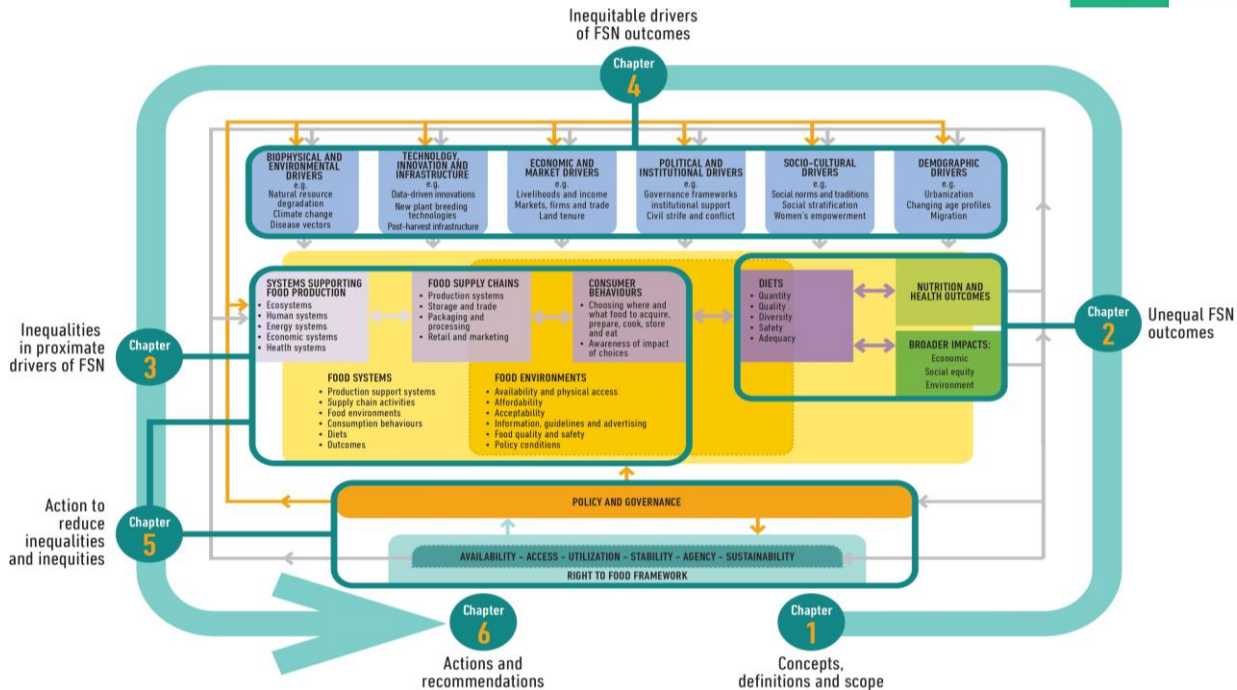 Inequitable drivers
of FSN outcomes
Chapter
4
BIOPHYSICAL AND
ENVIRONMENTAL
DRIVERS
e.g.
Natural resource
degradation
Climate change
Disease vectors
TECHNOLOGY,
INNOVATION AND
INFRASTRUCTURE
e.g.
Data-driven innovations
New plant breeding
technologies
Post-harvest infrastructure
ECONOMIC AND
MARKET DRIVERS
e.g.
Livelihoods and income
Markets, firms and trade
Land tenure
POLITICAL AND
INSTITUTIONAL DRIVERS
e.g.
Governance frameworks
institutional support
Civil strife and conflict
SOCIO-CULTURAL
DRIVERS
e.g.
Social norms and traditions
Social stratification
Women's empowerment
DEMOGRAPHIC
DRIVERS
e.g.
Urbanization
Changing age profiles
Migration
SYSTEMS SUPPORTING
FOOD PRODUCTION
• Ecosystems
• Human systems
• Energy systems
• Economic systems
• Health systems
FOOD SUPPLY CHAINS
• Production systems
• Storage and trade
• Packaging and
processing
• Retail and marketing
CONSUMER
BEHAVIOURS
• Choosing where and
what food to acquire,
prepare, cook, store
and eat
• Awareness of impact
of choices
DIETS
• Quantity
• Quality
• Diversity
• Safety
• Adequacy
NUTRITION AND
HEALTH OUTCOMES
BROADER IMPACTS:
Economic
Social equity
Environment
Chapter
2
Unequal FSN
outcomes
Inequalities
in proximate
drivers of FSN
Chapter
3
FOOD SYSTEMS
• Production support systems
• Supply chain activities
• Food environments
• Consumption behaviours
• Diets
• Outcomes
FOOD ENVIRONMENTS
• Availability and physical access
• Affordability
• Acceptability
• Information, guidelines and advertising
• Food quality and safety
• Policy conditions
Action to
reduce
inequalities
and inequities
Chapter
5
POLICY AND GOVERNANCE
AVAILABILITY – ACCESS – UTILIZATION – STABILITY – AGENCY – SUSTAINABILITY
RIGHT TO FOOD FRAMEWORK
Chapter
6
Actions and
recommendations
Chapter
1
Concepts,
definitions and scope